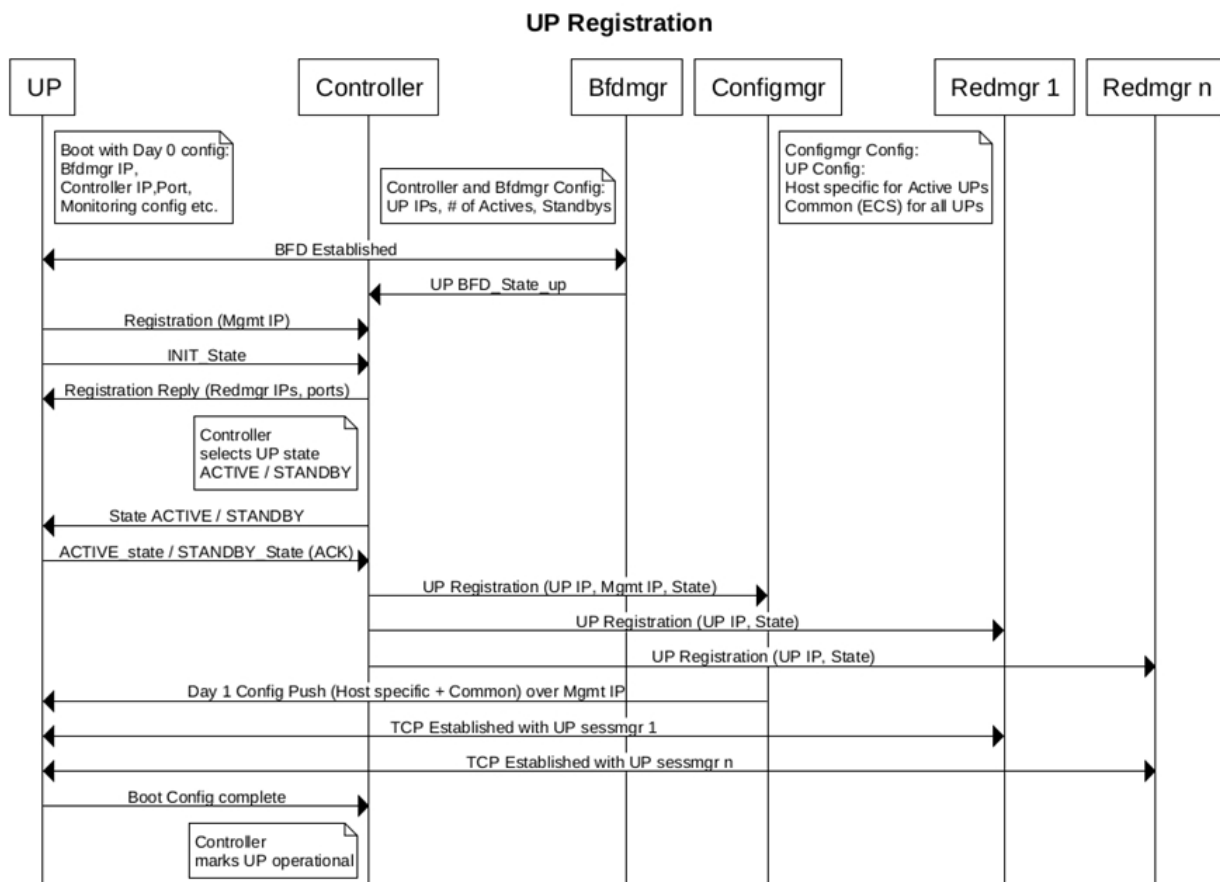 UP Registration
UP
Controller
Bfdmgr
Configmgr
Redmgr 1
Redmgr n
Boot with Day 0 config:
Bfdmgr IP,
Controller IP,Port,
Monitoring config etc.
Controller and Bfdmgr Config:
UP IPs, # of Actives, Standbys
Configmgr Config:
UP Config:
Host specific for Active UPs
Common (ECS) for all UPs
BFD Established
UP BFD_State_up
Registration (Mgmt IP)
INIT_State
Registration Reply (Redmgr IPs, ports)
Controller
selects UP state
ACTIVE / STANDBY
State ACTIVE / STANDBY
ACTIVE_state / STANDBY_State (ACK)
UP Registration (UP IP, Mgmt IP, State)
UP Registration (UP IP, State)
UP Registration (UP IP, State)
Day 1 Config Push (Host specific + Common) over Mgmt IP
TCP Established with UP sessmgr 1
TCP Established with UP sessmgr n
Boot Config complete
Controller
marks UP operational